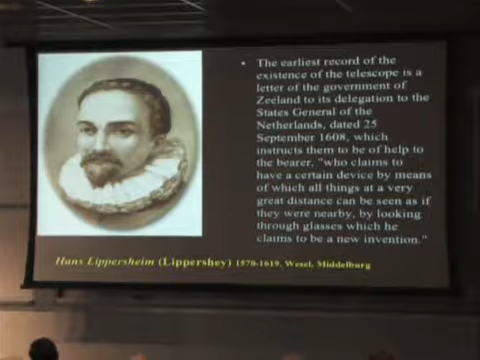 • The earliest record of the
existence of the telescope is a
letter of the government of
Zeeland to its delegation to the
States General of the
Netherlands, dated 25
September 1608, which
instructs them to be of help to
the bearer, "who claims to
have a certain device by means
of which all things at a very
great distance can be seen as if
they were nearby, by looking
through glasses which he
claims to be a new invention."
Hans Lippersheim (Lippershey) 1570-1619, Wesel, Middelburg